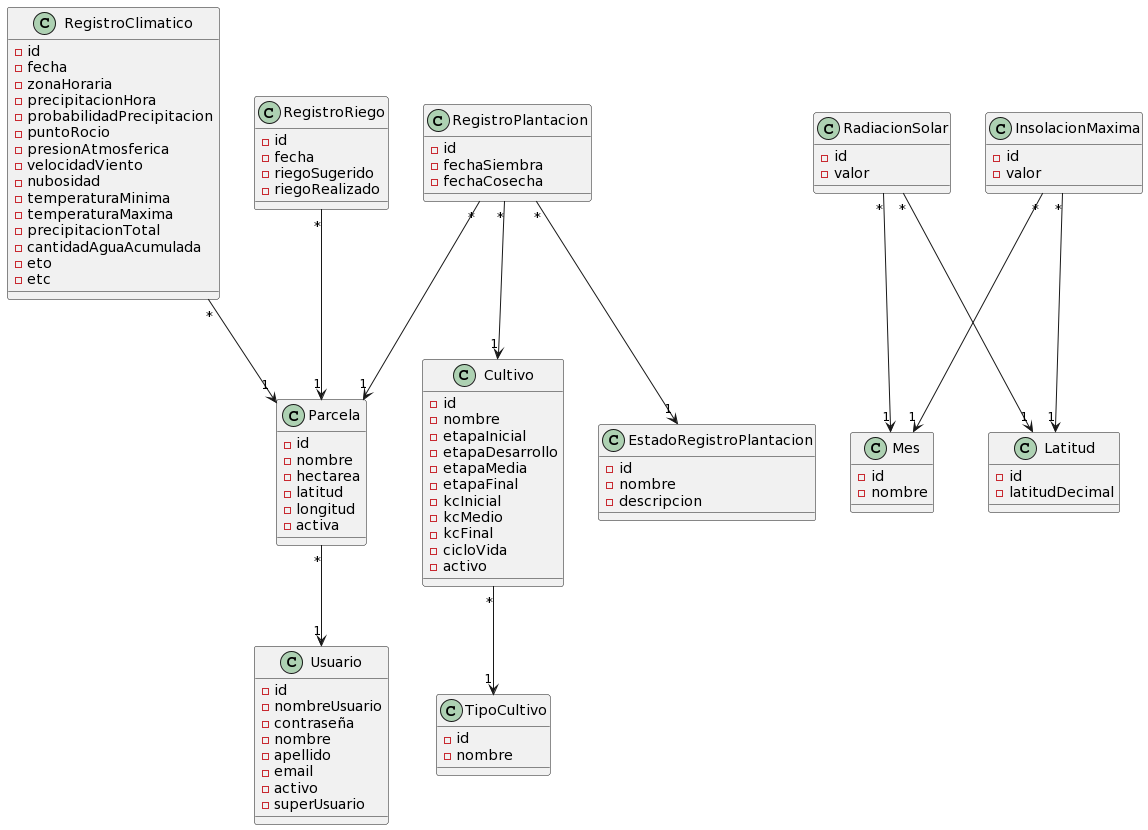 C RegistroClimatico
id
fecha
zonaHoraria
precipitacionHora
probabilidadPrecipitacion
puntoRocio
presionAtmosferica
velocidadViento
nubosidad
temperaturaMinima
temperaturaMaxima
precipitacionTotal
cantidadAguaAcumulada
eto
etc
C RegistroRiego
id
fecha
riegoSugerido
riegoRealizado
C RegistroPlantacion
id
fechaSiembra
fechaCosecha
C RadiacionSolar
id
valor
C InsolacionMaxima
id
valor
* * * * * * * * *
1 1 1 1 1 1 1 1 1
C Parcela
id
nombre
hectarea
latitud
longitud
activa
C Cultivo
id
nombre
etapaInicial
etapaDesarrollo
etapaMedia
etapaFinal
kcInicial
kcMedio
kcFinal
cicloVida
activo
C EstadoRegistroPlantacion
id
nombre
descripcion
C Mes
id
nombre
C Latitud
id
latitudDecimal
* *
1 1
C Usuario
id
nombreUsuario
contraseña
nombre
apellido
email
activo
superUsuario
C TipoCultivo
id
nombre